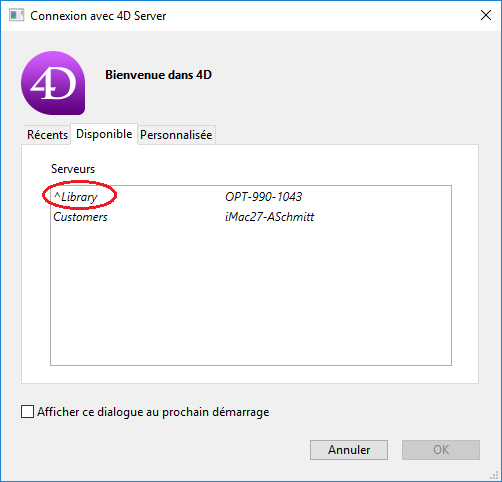 Connexion avec 4D Server
4D
Bienvenue dans 4D
Récents Disponible Personnalisée
Serveurs
^Library OPT-990-1043
Customers iMac27-ASchmitt
Afficher ce dialogue au prochain démarrage
Annuler OK